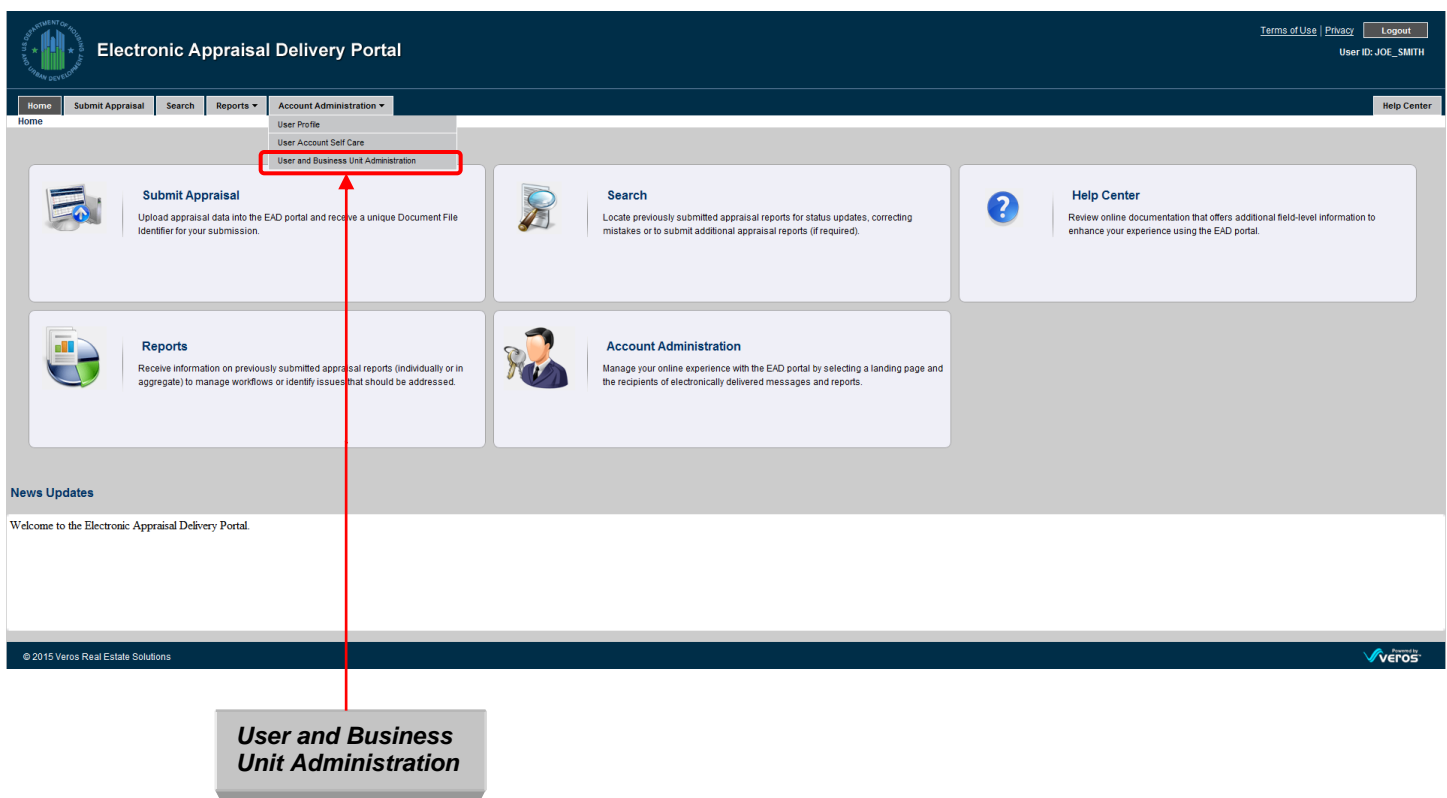 U.S. DEPARTMENT OF HOUSING AND URBAN DEVELOPMENT
Electronic Appraisal Delivery Portal
Terms of Use | Privacy Logout
User ID: JOE_SMITH
Home Submit Appraisal Search Reports Account Administration Help Center
Home
User Profile
User Account Self Care
User and Business Unit Administration
Submit Appraisal
Upload appraisal data into the EAD portal and receive a unique Document File
Identifier for your submission.
Search
Locate previously submitted appraisal reports for status updates, correcting
mistakes or to submit additional appraisal reports (if required).
Help Center
Review online documentation that offers additional field-level information to
enhance your experience using the EAD portal.
Reports
Receive information on previously submitted appraisal reports (individually or in
aggregate) to manage workflows or identify issues that should be addressed.
Account Administration
Manage your online experience with the EAD portal by selecting a landing page and
the recipients of electronically delivered messages and reports.
News Updates
Welcome to the Electronic Appraisal Delivery Portal.
© 2015 Veros Real Estate Solutions
Powered by
veros
User and Business
Unit Administration